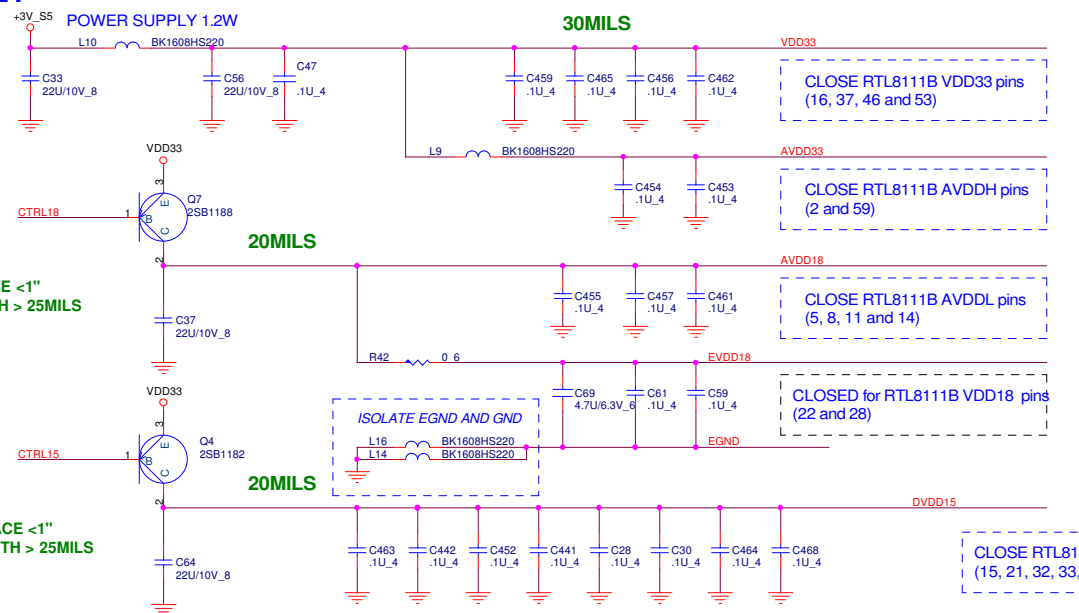 +3V_S5 POWER SUPPLY 1.2W
30MILS
L10 BK1608HS220
VDD33
C33
22U/10V_8
C56
22U/10V_8
C47
.1U_4
C459
.1U_4
C465
.1U_4
C456
.1U_4
C462
.1U_4
CLOSE RTL8111B VDD33 pins
(16, 37, 46 and 53)
L9 BK1608HS220
AVDD33
C454
.1U_4
C453
.1U_4
CLOSE RTL8111B AVDDH pins
(2 and 59)
VDD33
3
E
Q7
2SB1188
CTRL18
1
B
C
2
20MILS
AVDD18
E <1"
H > 25MILS
C37
22U/10V_8
C455
.1U_4
C457
.1U_4
C461
.1U_4
CLOSE RTL8111B AVDDL pins
(5, 8, 11 and 14)
R42 0_6
EVDD18
C69
4.7U/6.3V_6
C61
.1U_4
C59
.1U_4
CLOSED for RTL8111B VDD18 pins
(22 and 28)
ISOLATE EGND AND GND
L16 BK1608HS220
L14 BK1608HS220
EGND
VDD33
3
E
Q4
2SB1182
CTRL15
1
B
C
2
20MILS
DVDD15
ACE <1"
TH > 25MILS
C64
22U/10V_8
C463
.1U_4
C442
.1U_4
C452
.1U_4
C441
.1U_4
C28
.1U_4
C30
.1U_4
C464
.1U_4
C468
.1U_4
CLOSE RTL81
(15, 21, 32, 33,